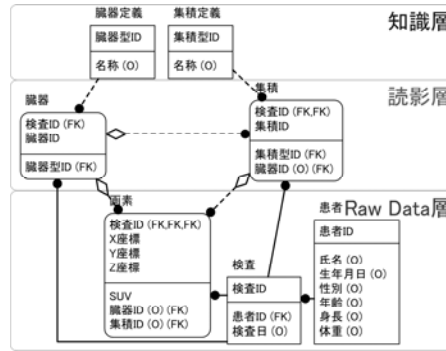 知識層
臓器定義
集積定義
臓器型ID
名称 (O)
集積型ID
名称 (O)
読影層
臓器
検査ID (FK)
臓器ID
臓器型ID (FK)
集積
検査ID (FK,FK)
集積ID
集積型ID (FK)
臓器ID (O) (FK)
Raw Data層
画素
検査ID (FK,FK,FK)
X座標
Y座標
Z座標
SUV
臓器ID (O) (FK)
集積ID (O) (FK)
検査
検査ID
患者ID (FK)
検査日 (O)
患者
患者ID
氏名 (O)
生年月日 (O)
性別 (O)
年齢 (O)
身長 (O)
体重 (O)